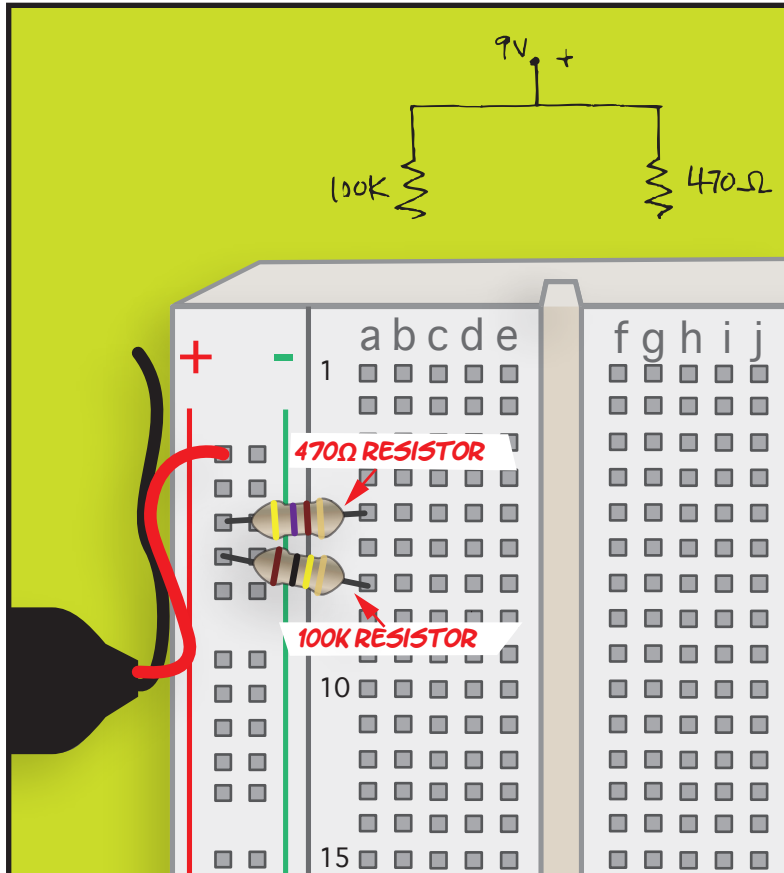 9V +
100K
470Ω
a b c d e f g h i j
+ -
1
470Ω RESISTOR
100K RESISTOR
10
15